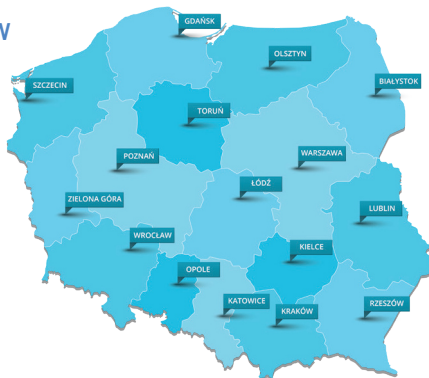 GDAŃSK
W
OLSZTYN
SZCZECIN
BIAŁYSTOK
TORUŃ
POZNAŃ
WARSZAWA
ŁÓDŹ
ZIELONA GÓRA
LUBLIN
WROCŁAW
KIELCE
OPOLE
KATOWICE
RZESZÓW
KRAKÓW